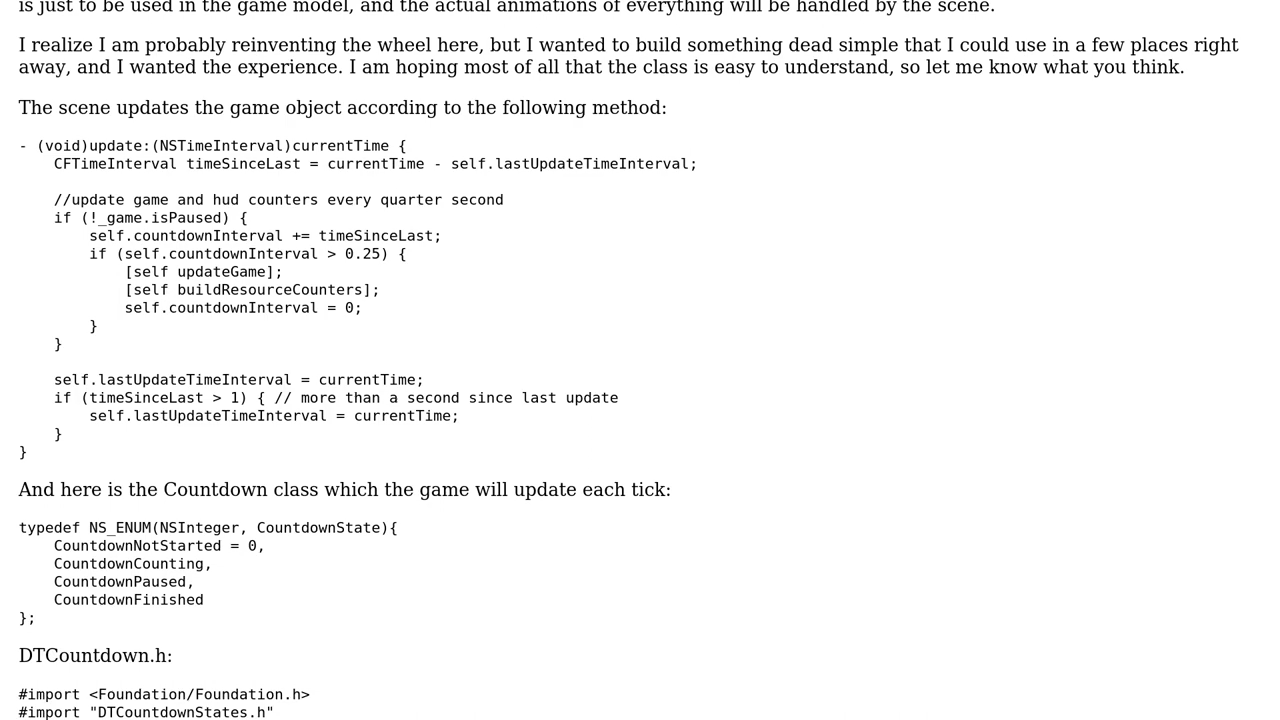 is just to be used in the game model, and the actual animations of everything will be handled by the scene.
I realize I am probably reinventing the wheel here, but I wanted to build something dead simple that I could use in a few places right
away, and I wanted the experience. I am hoping most of all that the class is easy to understand, so let me know what you think.
The scene updates the game object according to the following method:
- (void)update:(NSTimeInterval)currentTime {
    CFTimeInterval timeSinceLast = currentTime - self.lastUpdateTimeInterval;
    //update game and hud counters every quarter second
    if (!_game.isPaused) {
        self.countdownInterval += timeSinceLast;
        if (self.countdownInterval > 0.25) {
            [self updateGame];
            [self buildResourceCounters];
            self.countdownInterval = 0;
        }
    }
    self.lastUpdateTimeInterval = currentTime;
    if (timeSinceLast > 1) { // more than a second since last update
        self.lastUpdateTimeInterval = currentTime;
    }
}
And here is the Countdown class which the game will update each tick:
typedef NS_ENUM(NSInteger, CountdownState){
    CountdownNotStarted = 0,
    CountdownCounting,
    CountdownPaused,
    CountdownFinished
};
DTCountdown.h:
#import <Foundation/Foundation.h>
#import "DTCountdownStates.h"